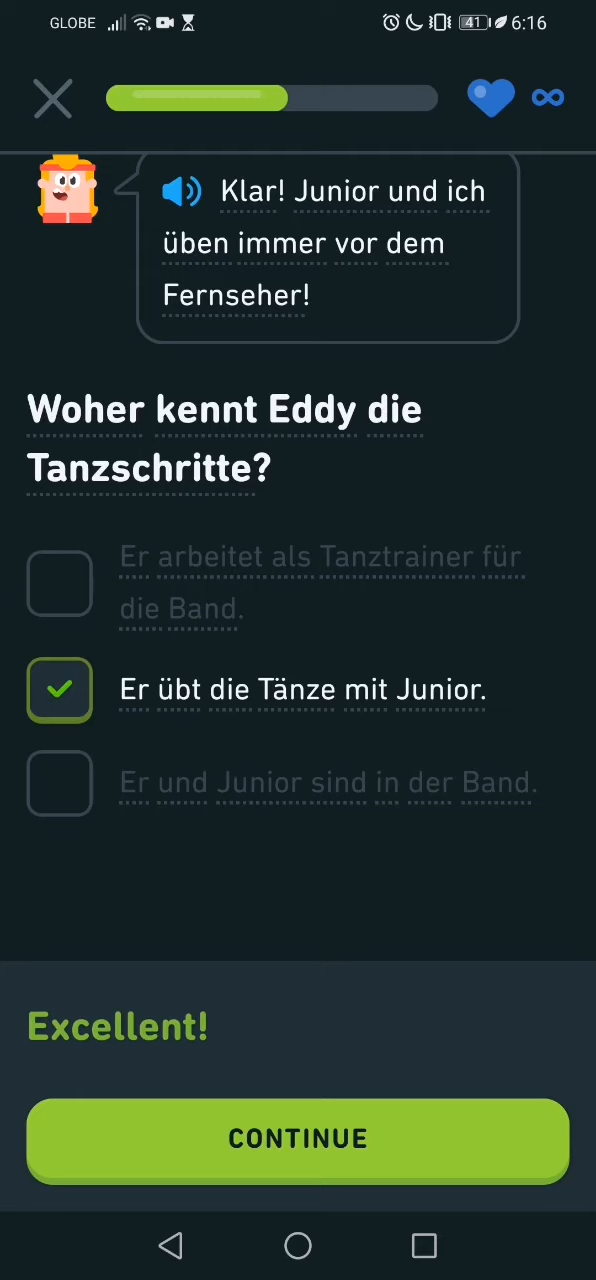 GLOBE 41 6:16
Klar! Junior und ich
üben immer vor dem
Fernseher!
Woher kennt Eddy die
Tanzschritte?
Er arbeitet als Tanztrainer für
die Band.
Er übt die Tänze mit Junior.
Er und Junior sind in der Band.
Excellent!
CONTINUE